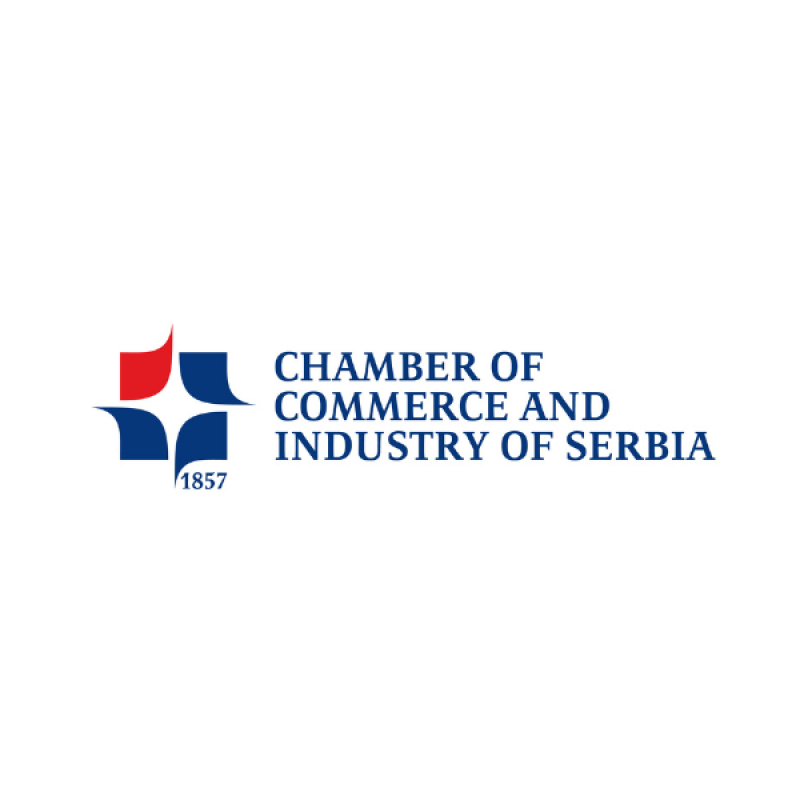 CHAMBER OF
COMMERCE AND
INDUSTRY OF SERBIA
1857